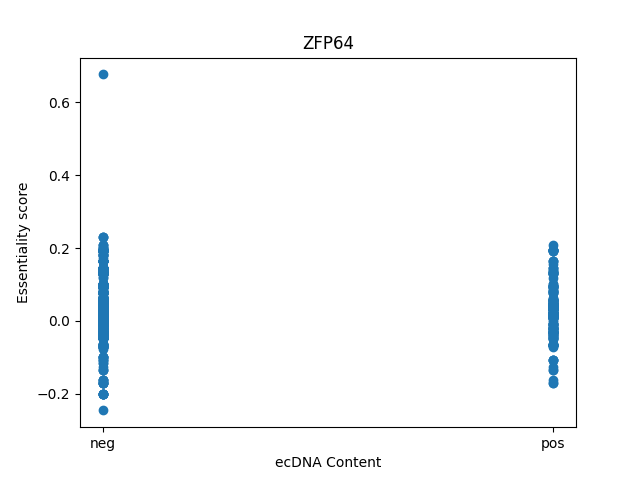 ZFP64
Essentiality score
0.6
0.4
0.2
0.0
−0.2
neg
pos
ecDNA Content